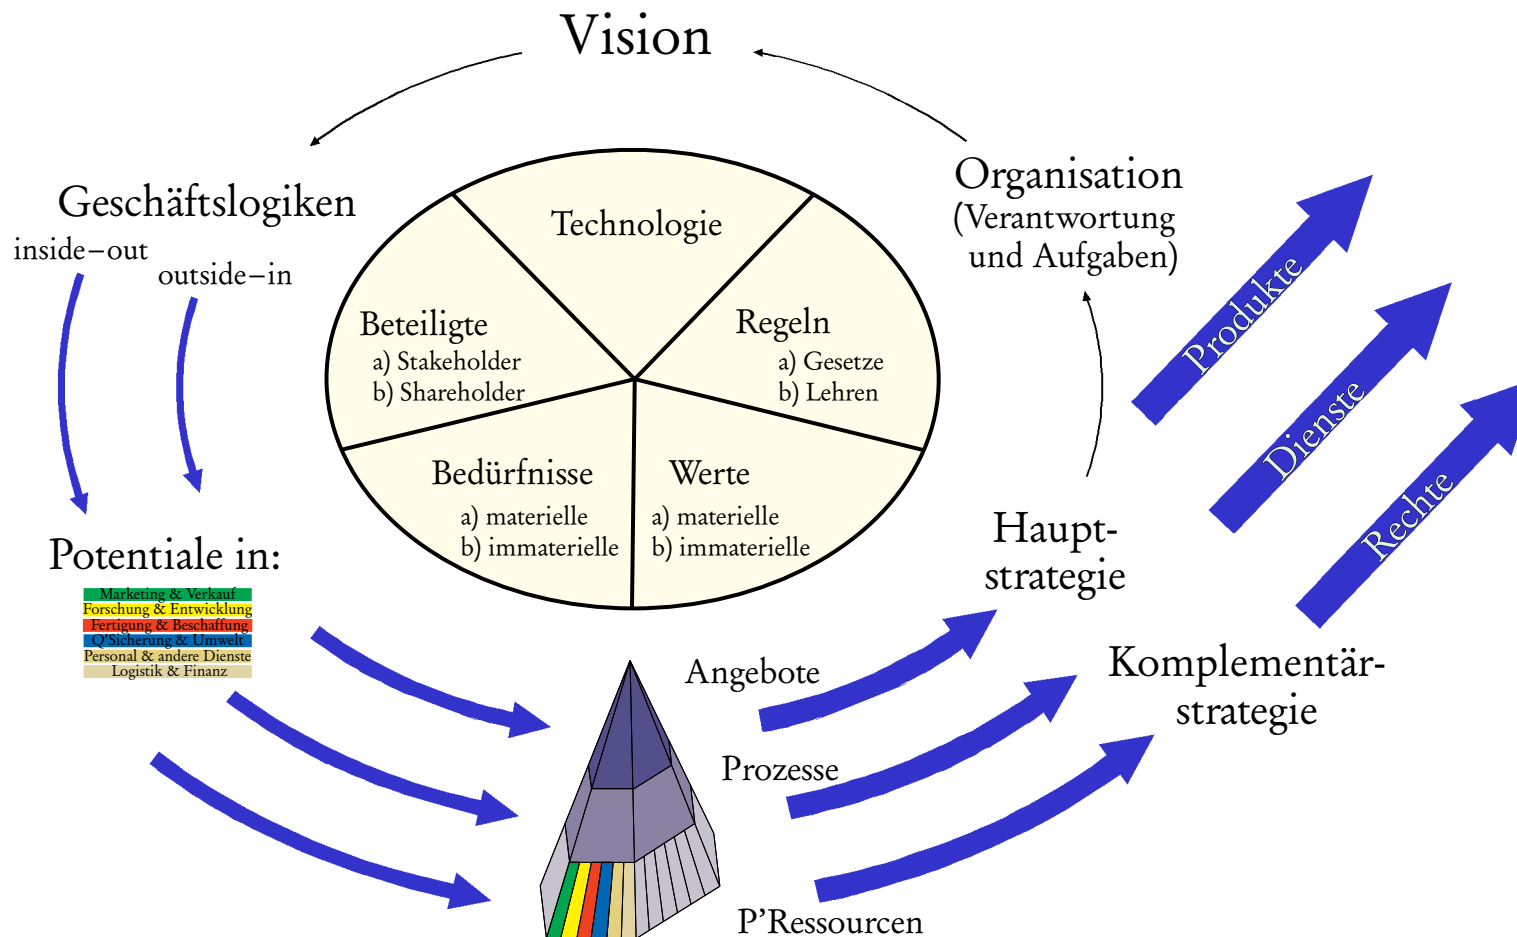 Vision
Geschäftslogiken
inside–out
outside–in
Technologie
Beteiligte
a) Stakeholder
b) Shareholder
Regeln
a) Gesetze
b) Lehren
Bedürfnisse
a) materielle
b) immaterielle
Werte
a) materielle
b) immaterielle
Organisation
(Verantwortung
und Aufgaben)
Produkte
Dienste
Rechte
Potentiale in:
Marketing & Verkauf
Forschung & Entwicklung
Fertigung & Beschaffung
Q'Sicherung & Umwelt
Personal & andere Dienste
Logistik & Finanz
Haupt-
strategie
Komplementär-
strategie
Angebote
Prozesse
P'Ressourcen